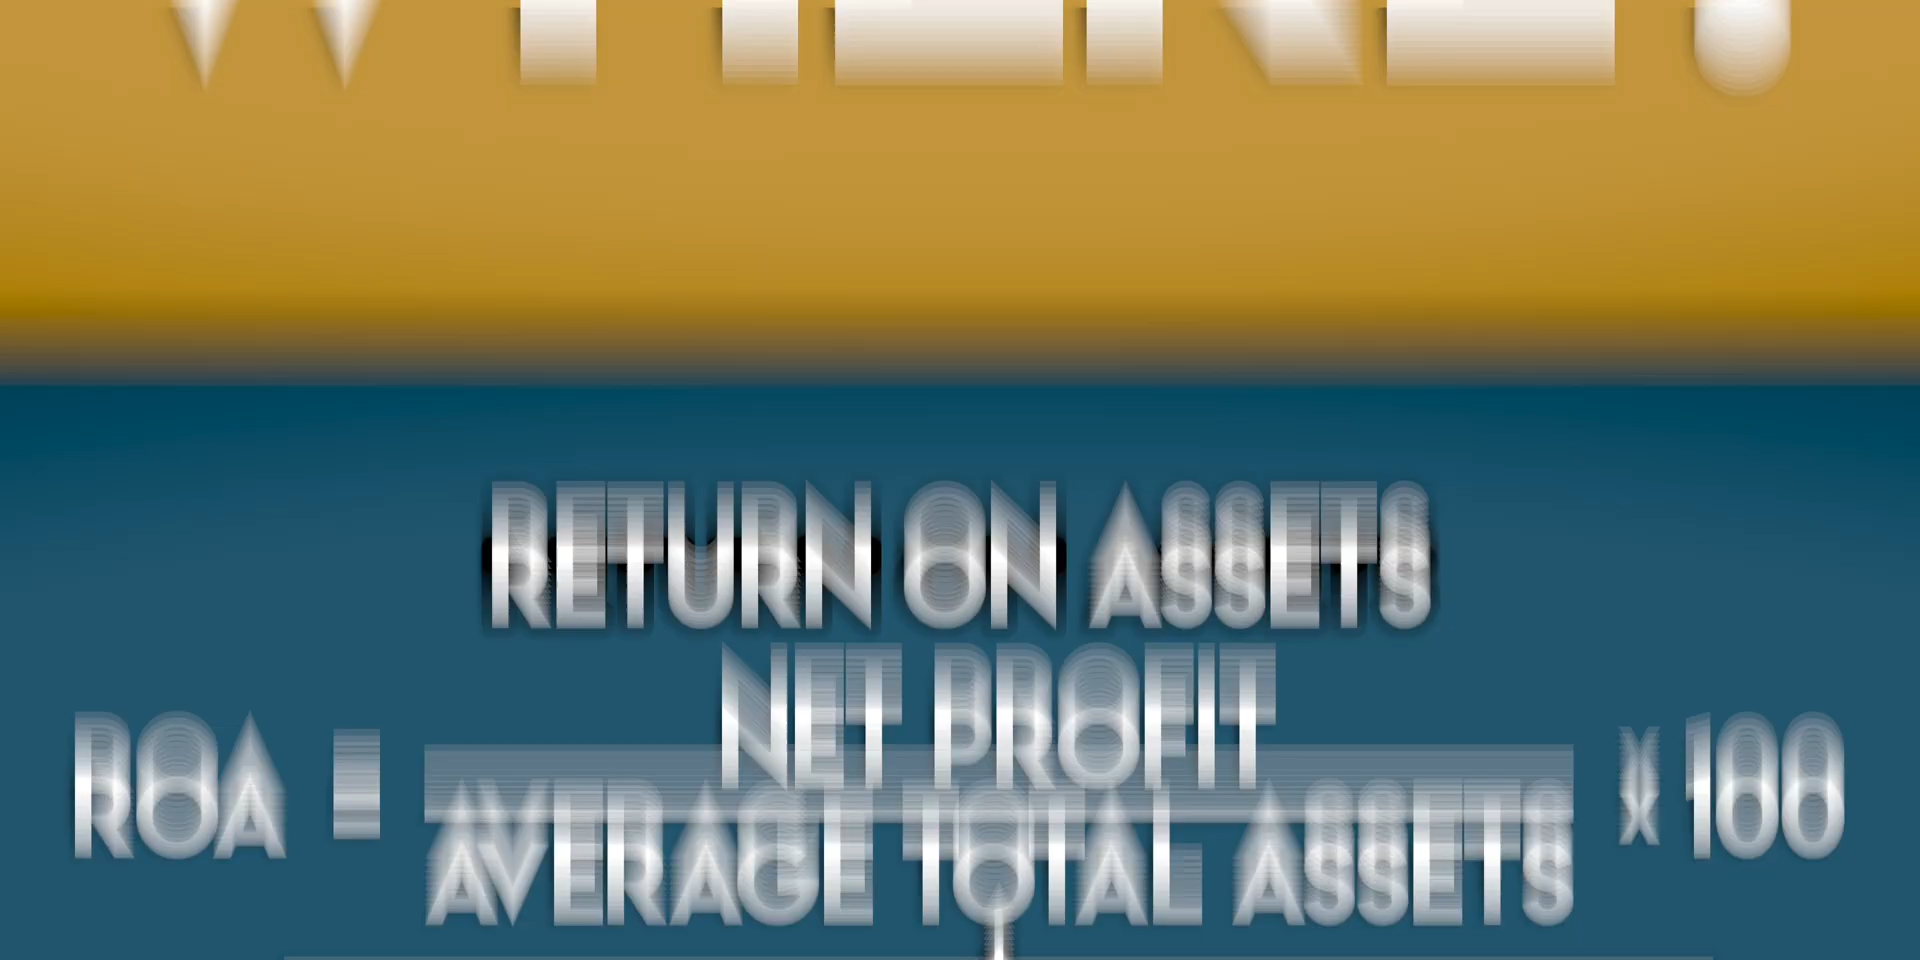 RETURN ON ASSETS
NET PROFIT
ROA = x 100
AVERAGE TOTAL ASSETS